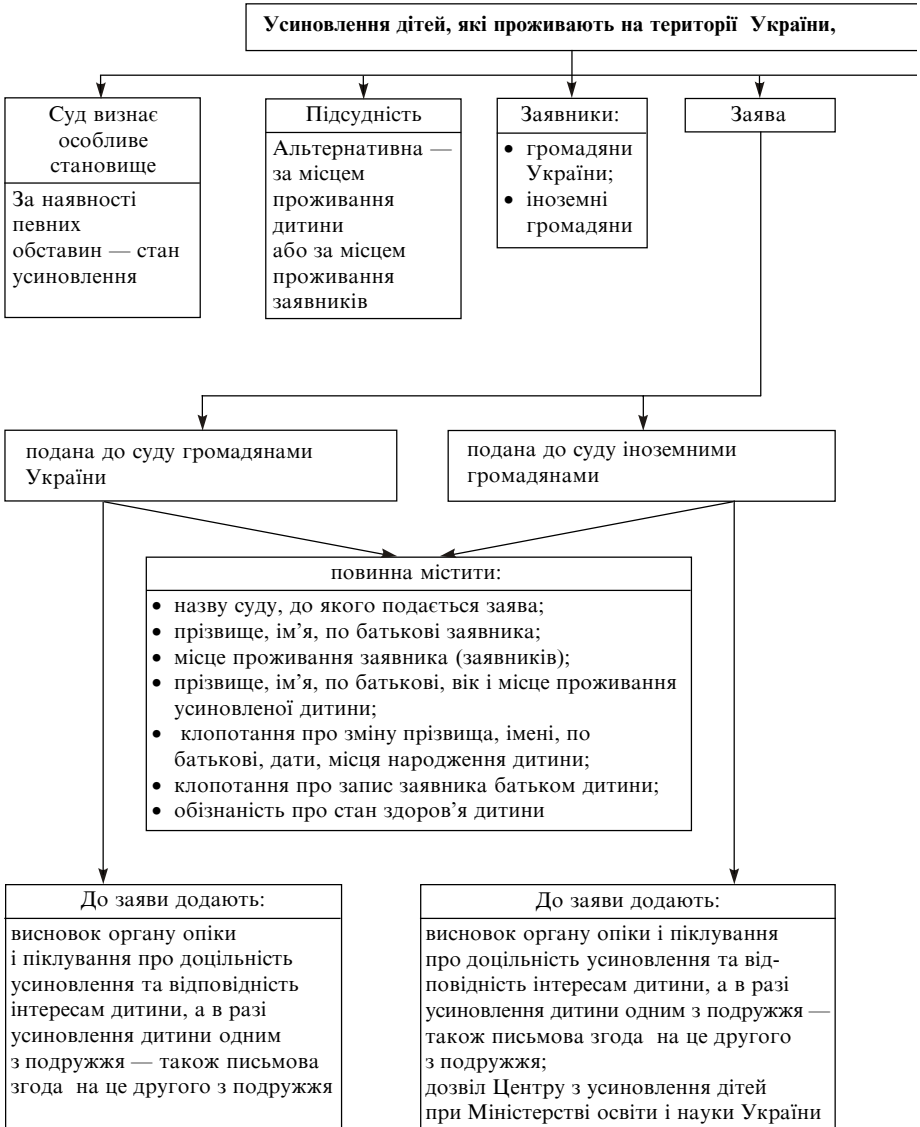 Усиновлення дітей, які проживають на території України,
Суд визнає
особливе
становище
За наявності
певних
обставин — стан
усиновлення
Підсудність
Альтернативна —
за місцем
проживання
дитини
або за місцем
проживання
заявників
Заявники:
• громадяни
України;
• іноземні
громадяни
Заява
подана до суду громадянами
України
подана до суду іноземними
громадянами
повинна містити:
• назву суду, до якого подається заява;
• прізвище, ім’я, по батькові заявника;
• місце проживання заявника (заявників);
• прізвище, ім’я, по батькові, вік і місце проживання
усиновленої дитини;
• клопотання про зміну прізвища, імені, по
батькові, дати, місця народження дитини;
• клопотання про запис заявника батьком дитини;
• обізнаність про стан здоров’я дитини
До заяви додають:
висновок органу опіки
і піклування про доцільність
усиновлення та відповідність
інтересам дитини, а в разі
усиновлення дитини одним
з подружжя — також письмова
згода на це другого з подружжя
До заяви додають:
висновок органу опіки і піклування
про доцільність усиновлення та від-
повідність інтересам дитини, а в разі
усиновлення дитини одним з подружжя —
також письмова згода на це другого
з подружжя;
дозвіл Центру з усиновлення дітей
при Міністерстві освіти і науки України